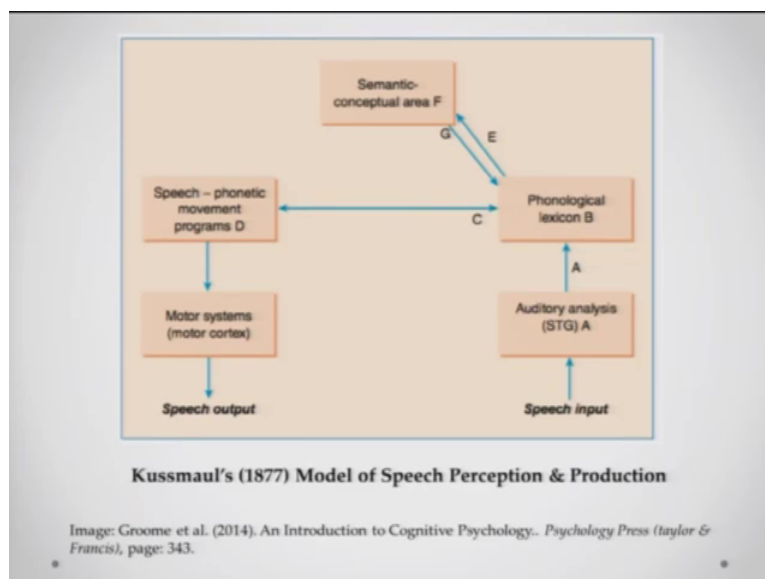 Semantic-
conceptual area F
G
E
Speech – phonetic
movement
programs D
Phonological
lexicon B
C
A
Motor systems
(motor cortex)
Auditory analysis
(STG) A
Speech output
Speech input
Kussmaul's (1877) Model of Speech Perception & Production
Image: Groome et al. (2014). An Introduction to Cognitive Psychology.. Psychology Press (taylor &
Francis), page: 343.